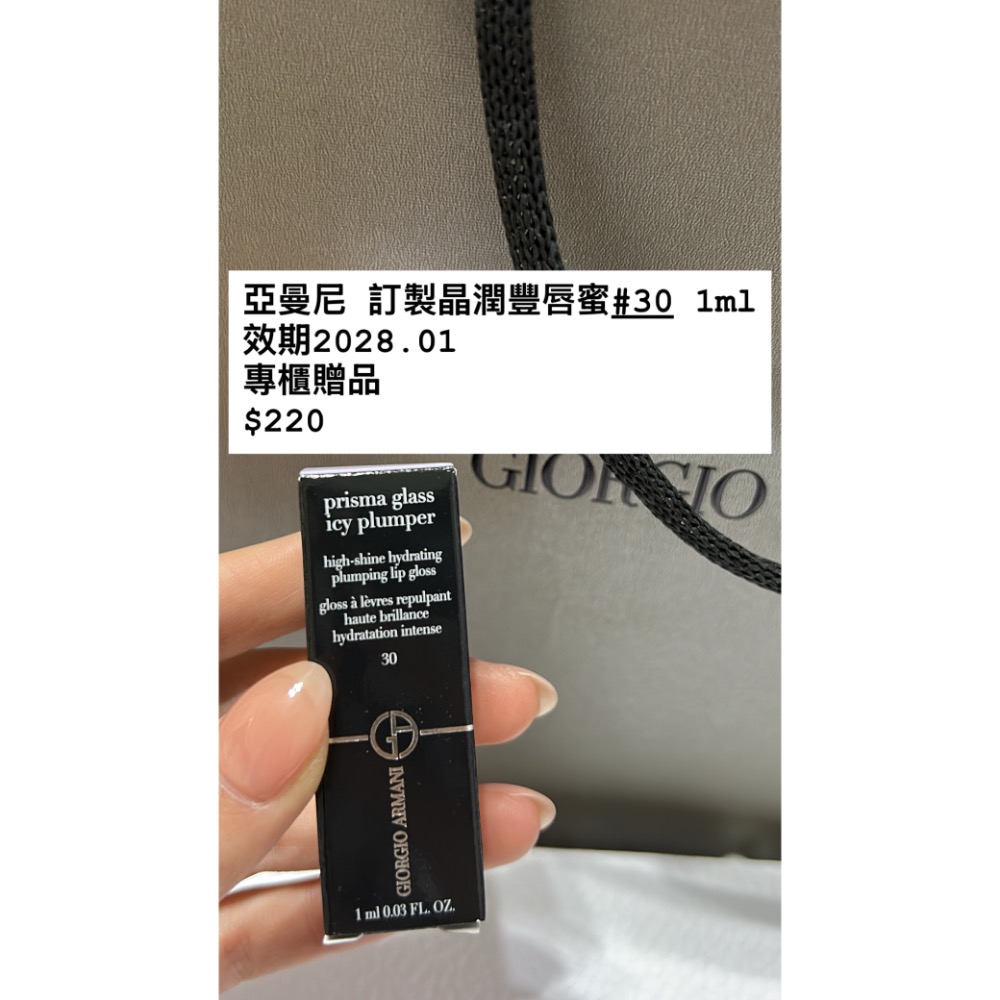 亞曼尼 訂製晶潤豐唇蜜#30 1ml
效期2028.01
專櫃贈品
$220
GIORGIO
prisma glass
icy plumper
high-shine hydrating
plumping lip gloss
gloss à lèvres repulpant
haute brillance
hydratation intense
30
GIORGIO ARMANI
1 ml 0.03 FL. OZ.